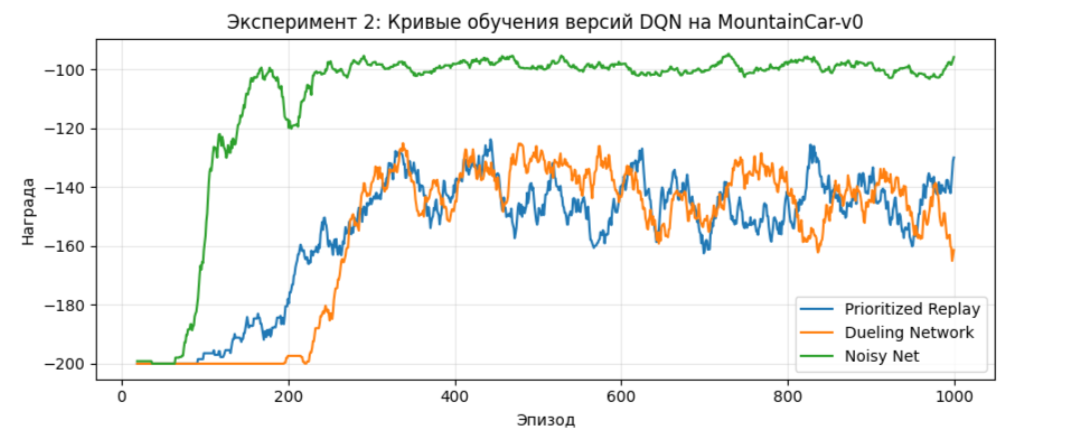 Эксперимент 2: Кривые обучения версий DQN на MountainCar-v0
−100
−120
−140
−160
−180
−200
Награда
0 200 400 600 800 1000
Эпизод
Prioritized Replay
Dueling Network
Noisy Net